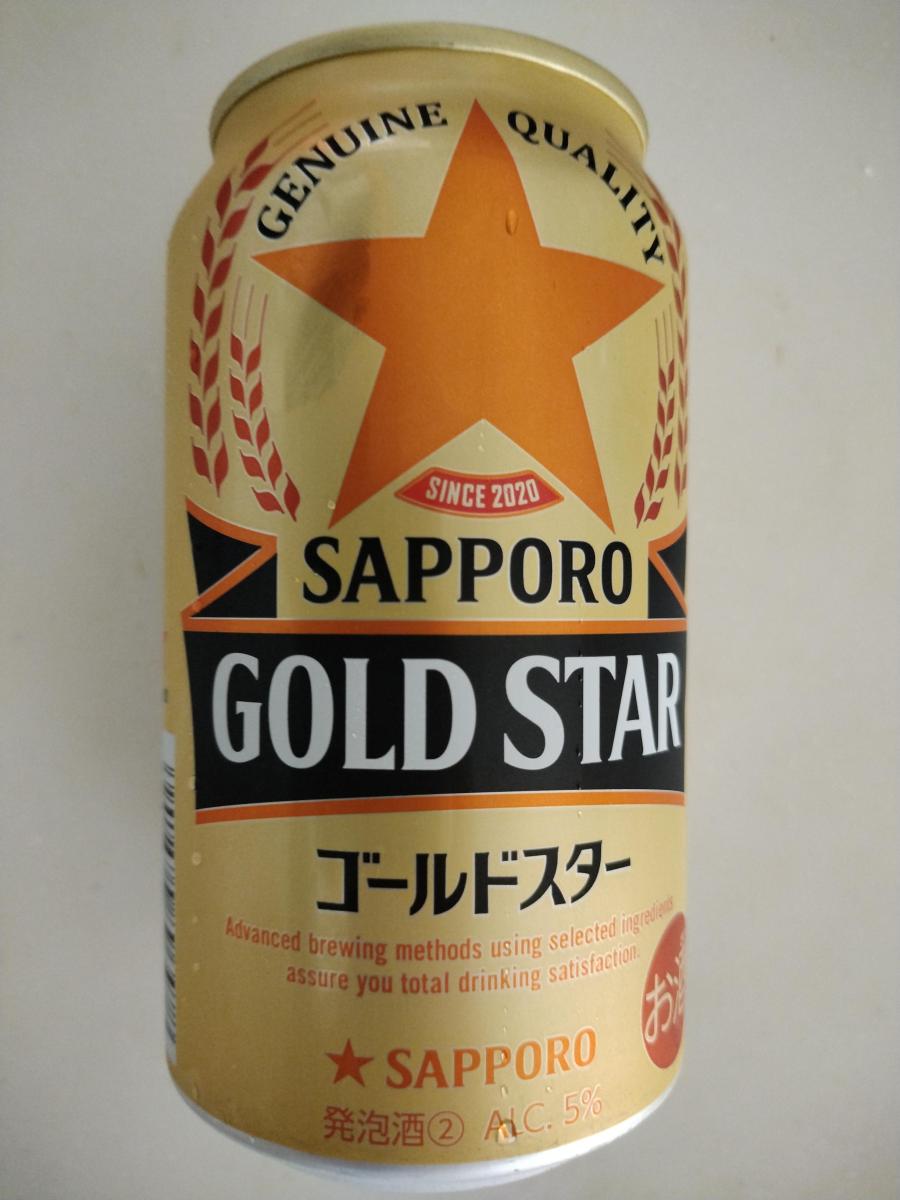 GENUINE QUALITY
SINCE 2020
SAPPORO
GOLD STAR
ゴールドスター
Advanced brewing methods using selected ingredients
assure you total drinking satisfaction.
お酒
★ SAPPORO
発泡酒② ALC. 5%